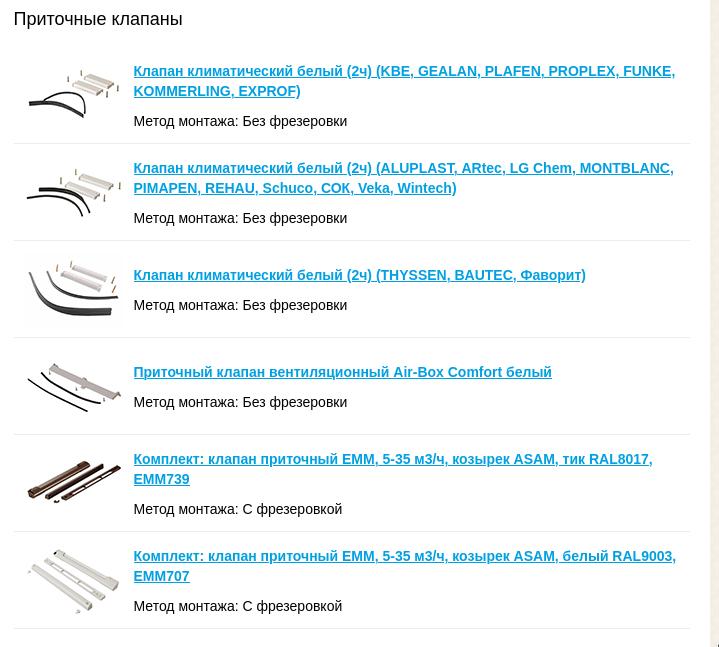 Приточные клапаны
Клапан климатический белый (2ч) (KBE, GEALAN, PLAFEN, PROPLEX, FUNKE,
KOMMERLING, EXPROF)
Метод монтажа: Без фрезеровки
Клапан климатический белый (2ч) (ALUPLAST, ARtec, LG Chem, MONTBLANC,
PIMAPEN, REHAU, Schuco, СОК, Veka, Wintech)
Метод монтажа: Без фрезеровки
Клапан климатический белый (2ч) (THYSSEN, BAUTEC, Фаворит)
Метод монтажа: Без фрезеровки
Приточный клапан вентиляционный Air-Box Comfort белый
Метод монтажа: Без фрезеровки
Комплект: клапан приточный ЕММ, 5-35 м3/ч, козырек ASAM, тик RAL8017,
EMM739
Метод монтажа: С фрезеровкой
Комплект: клапан приточный ЕММ, 5-35 м3/ч, козырек ASAM, белый RAL9003,
EMM707
Метод монтажа: С фрезеровкой